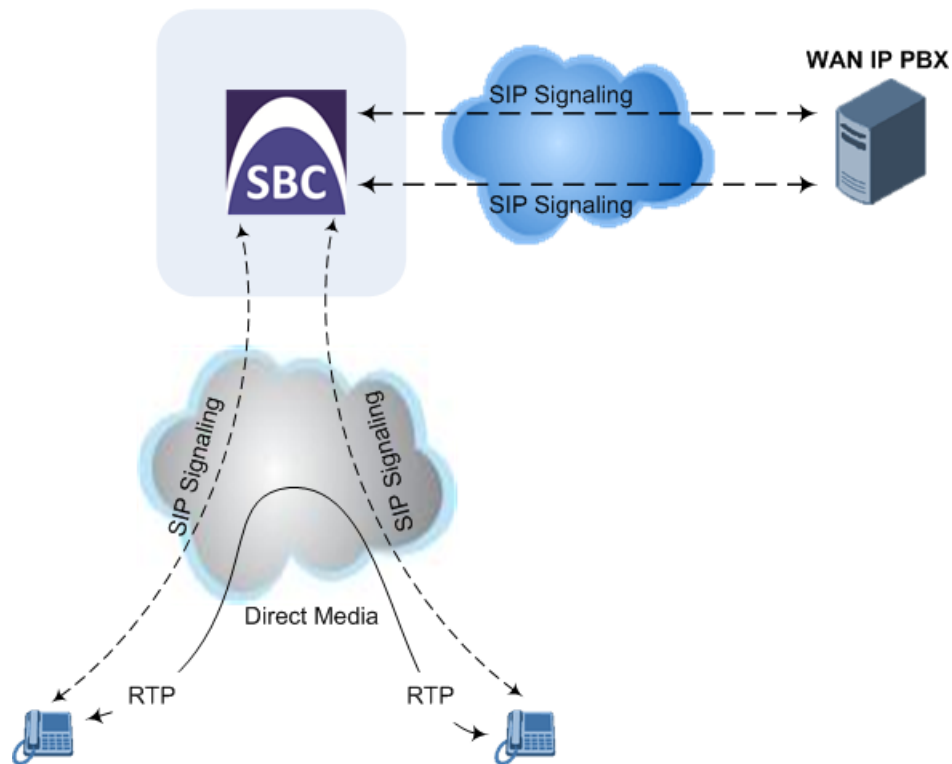 WAN IP PBX
SIP Signaling
SBC
SIP Signaling
SIP Signaling
SIP Signaling
Direct Media
RTP
RTP